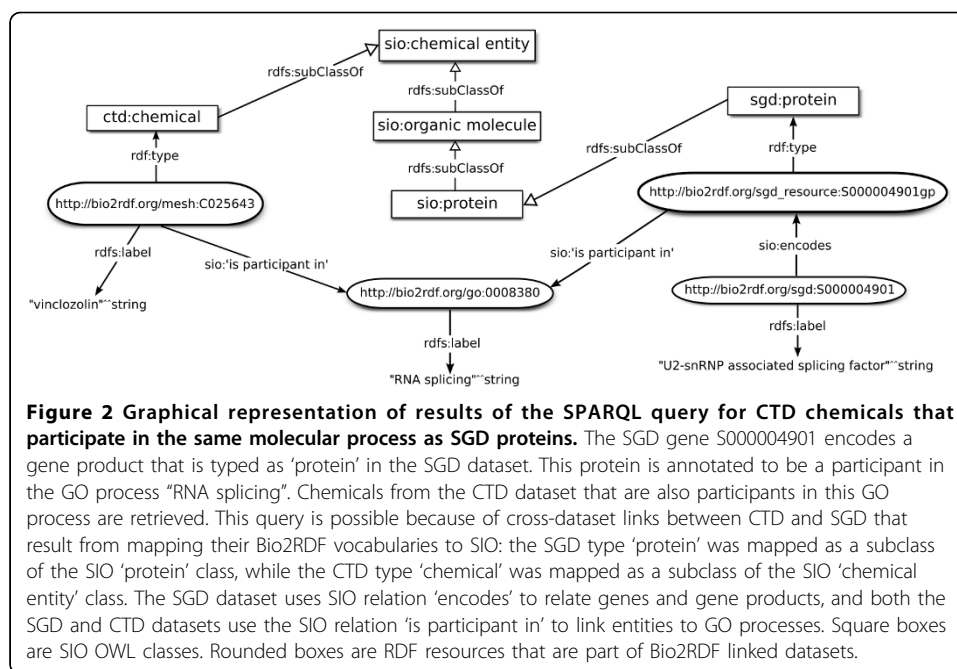 sio:chemical entity
rdfs:subClassOf
rdfs:subClassOf
ctd:chemical
sio:organic molecule
sgd:protein
rdf:type
rdfs:subClassOf
rdfs:subClassOf
rdf:type
http://bio2rdf.org/mesh:C025643
sio:protein
http://bio2rdf.org/sgd_resource:S000004901gp
rdfs:label
sio:'is participant in'
sio:'is participant in'
sio:encodes
"vinclozolin"^^string
http://bio2rdf.org/go:0008380
http://bio2rdf.org/sgd:S000004901
rdfs:label
rdfs:label
"RNA splicing"^^string
"U2-snRNP associated splicing factor"^^string
Figure 2 Graphical representation of results of the SPARQL query for CTD chemicals that
participate in the same molecular process as SGD proteins. The SGD gene S000004901 encodes a
gene product that is typed as ‘protein’ in the SGD dataset. This protein is annotated to be a participant in
the GO process “RNA splicing”. Chemicals from the CTD dataset that are also participants in this GO
process are retrieved. This query is possible because of cross-dataset links between CTD and SGD that
result from mapping their Bio2RDF vocabularies to SIO: the SGD type ‘protein’ was mapped as a subclass
of the SIO ‘protein’ class, while the CTD type ‘chemical’ was mapped as a subclass of the SIO ‘chemical
entity’ class. The SGD dataset uses SIO relation ‘encodes’ to relate genes and gene products, and both the
SGD and CTD datasets use the SIO relation ‘is participant in’ to link entities to GO processes. Square boxes
are SIO OWL classes. Rounded boxes are RDF resources that are part of Bio2RDF linked datasets.